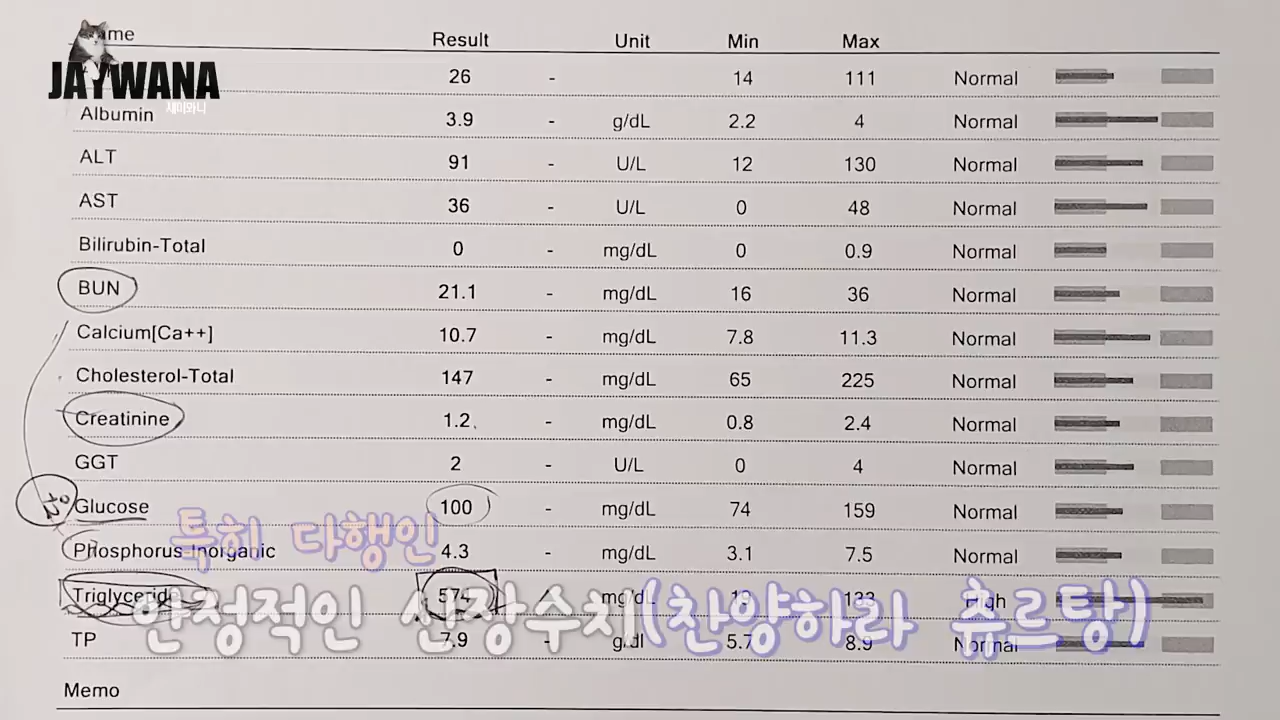 Result Unit Min Max
JAYWANA
재이와나
26 - 14 111 Normal
Albumin 3.9 - g/dL 2.2 4 Normal
ALT 91 - U/L 12 130 Normal
AST 36 - U/L 0 48 Normal
Bilirubin-Total 0 - mg/dL 0 0.9 Normal
BUN 21.1 - mg/dL 16 36 Normal
Calcium[Ca++] 10.7 - mg/dL 7.8 11.3 Normal
Cholesterol-Total 147 - mg/dL 65 225 Normal
Creatinine 1.2 - mg/dL 0.8 2.4 Normal
GGT 2 - U/L 0 4 Normal
Glucose 100 - mg/dL 74 159 Normal
특히 다행인
Phosphorus-Inorganic 4.3 - mg/dL 3.1 7.5 Normal
Triglyceride 574 mg/dL 133 High
안정적인 신장수치(찬양하라 츄르탕)
TP 7.9 g/dl 5.7 8.9 Normal
Memo